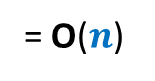 = O(n)